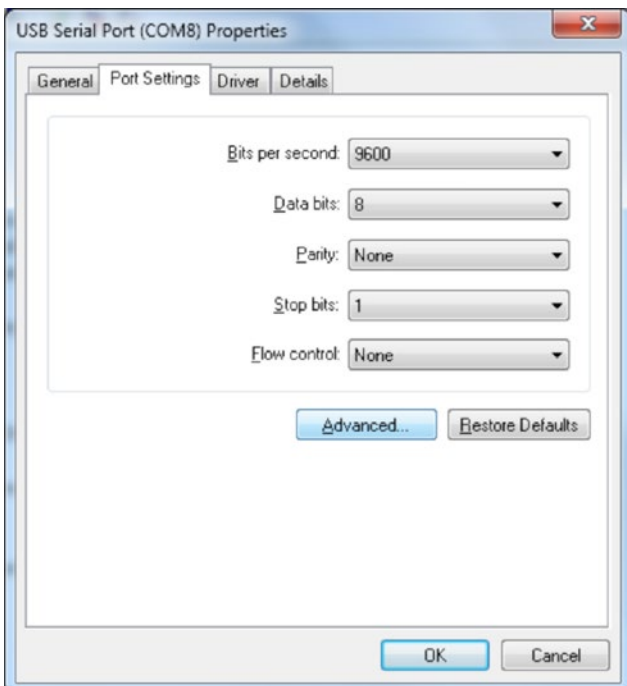 USB Serial Port (COM8) Properties
General Port Settings Driver Details
Bits per second: 9600
Data bits: 8
Parity: None
Stop bits: 1
Flow control: None
Advanced... Restore Defaults
OK Cancel